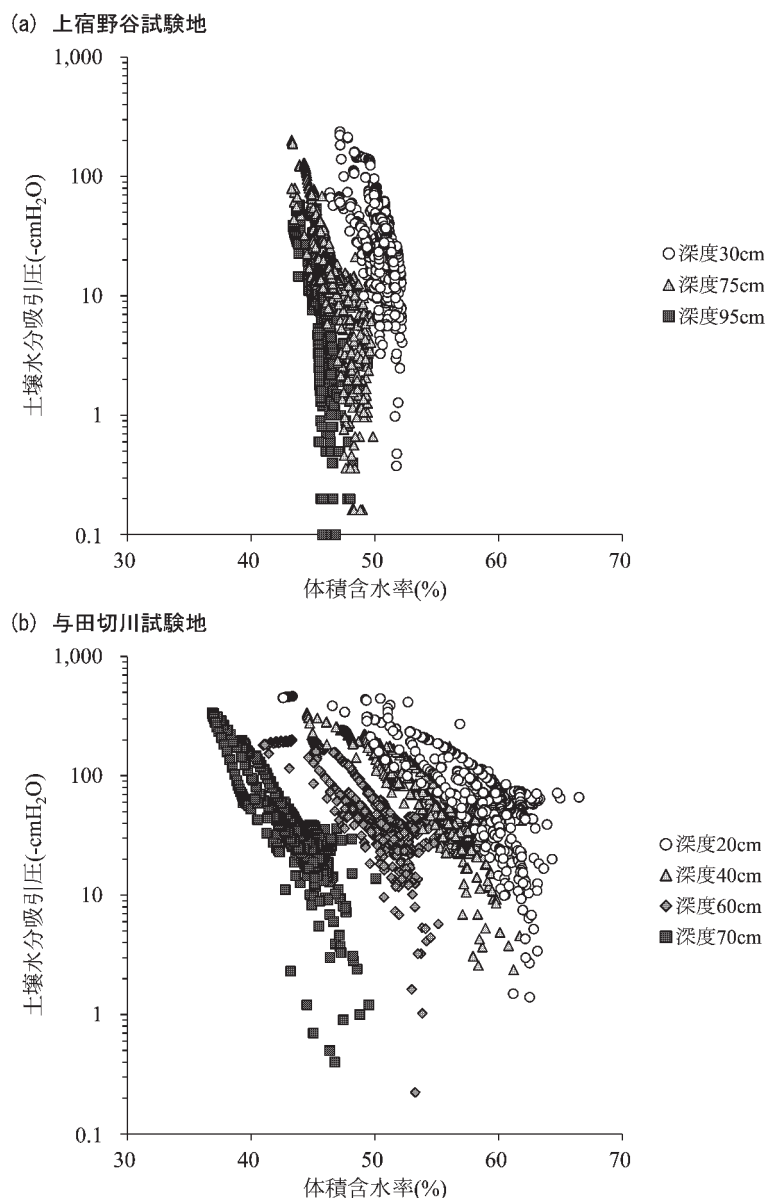 (a) 上宿野谷試験地
1,000
100
10
1
0.1
土壌水分吸引圧(-cmH₂O)
30 40 50 60 70
体積含水率(%)
深度30cm
深度75cm
深度95cm
(b) 与田切川試験地
1,000
100
10
1
0.1
土壌水分吸引圧(-cmH₂O)
30 40 50 60 70
体積含水率(%)
深度20cm
深度40cm
深度60cm
深度70cm